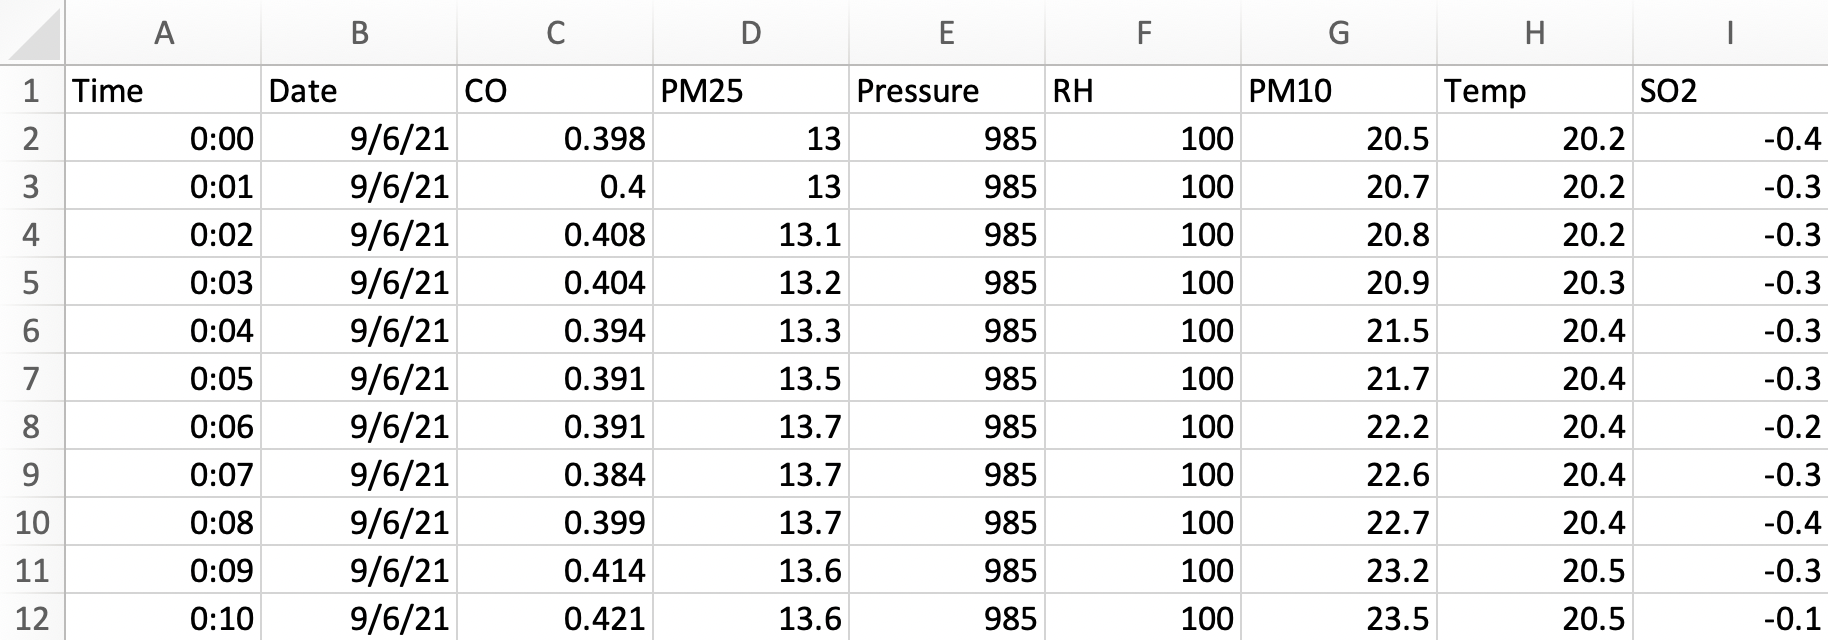 A B C D E F G H I
1 Time Date CO PM25 Pressure RH PM10 Temp SO2
2 0:00 9/6/21 0.398 13 985 100 20.5 20.2 -0.4
3 0:01 9/6/21 0.4 13 985 100 20.7 20.2 -0.3
4 0:02 9/6/21 0.408 13.1 985 100 20.8 20.2 -0.3
5 0:03 9/6/21 0.404 13.2 985 100 20.9 20.3 -0.3
6 0:04 9/6/21 0.394 13.3 985 100 21.5 20.4 -0.3
7 0:05 9/6/21 0.391 13.5 985 100 21.7 20.4 -0.3
8 0:06 9/6/21 0.391 13.7 985 100 22.2 20.4 -0.2
9 0:07 9/6/21 0.384 13.7 985 100 22.6 20.4 -0.3
10 0:08 9/6/21 0.399 13.7 985 100 22.7 20.4 -0.4
11 0:09 9/6/21 0.414 13.6 985 100 23.2 20.5 -0.3
12 0:10 9/6/21 0.421 13.6 985 100 23.5 20.5 -0.1